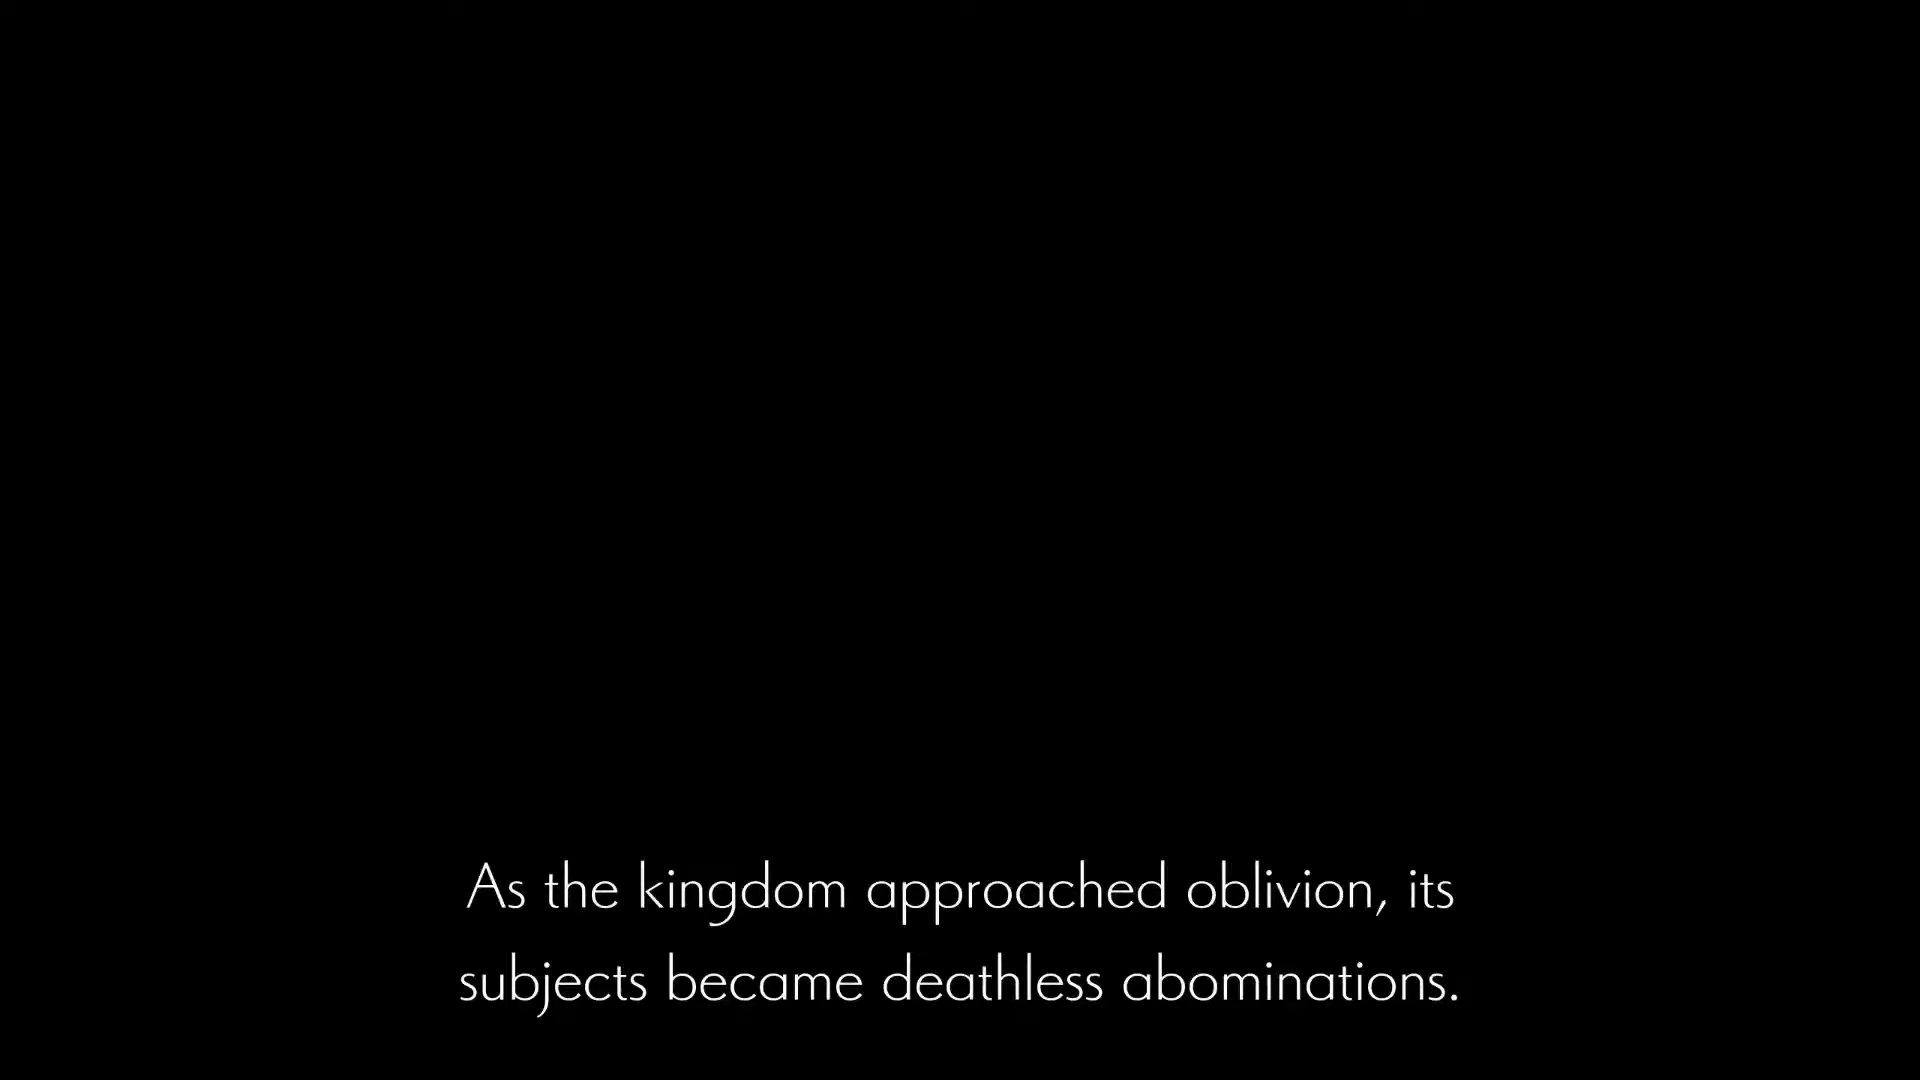 As the kingdom approached oblivion, its
subjects became deathless abominations.